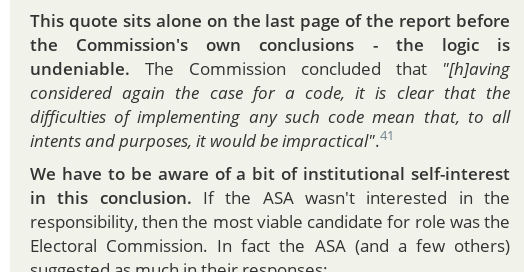 This quote sits alone on the last page of the report before
the Commission's own conclusions - the logic is
undeniable. The Commission concluded that "[h]aving
considered again the case for a code, it is clear that the
difficulties of implementing any such code mean that, to all
intents and purposes, it would be impractical".41
We have to be aware of a bit of institutional self-interest
in this conclusion. If the ASA wasn't interested in the
responsibility, then the most viable candidate for role was the
Electoral Commission. In fact the ASA (and a few others)
suggested as much in their responses: